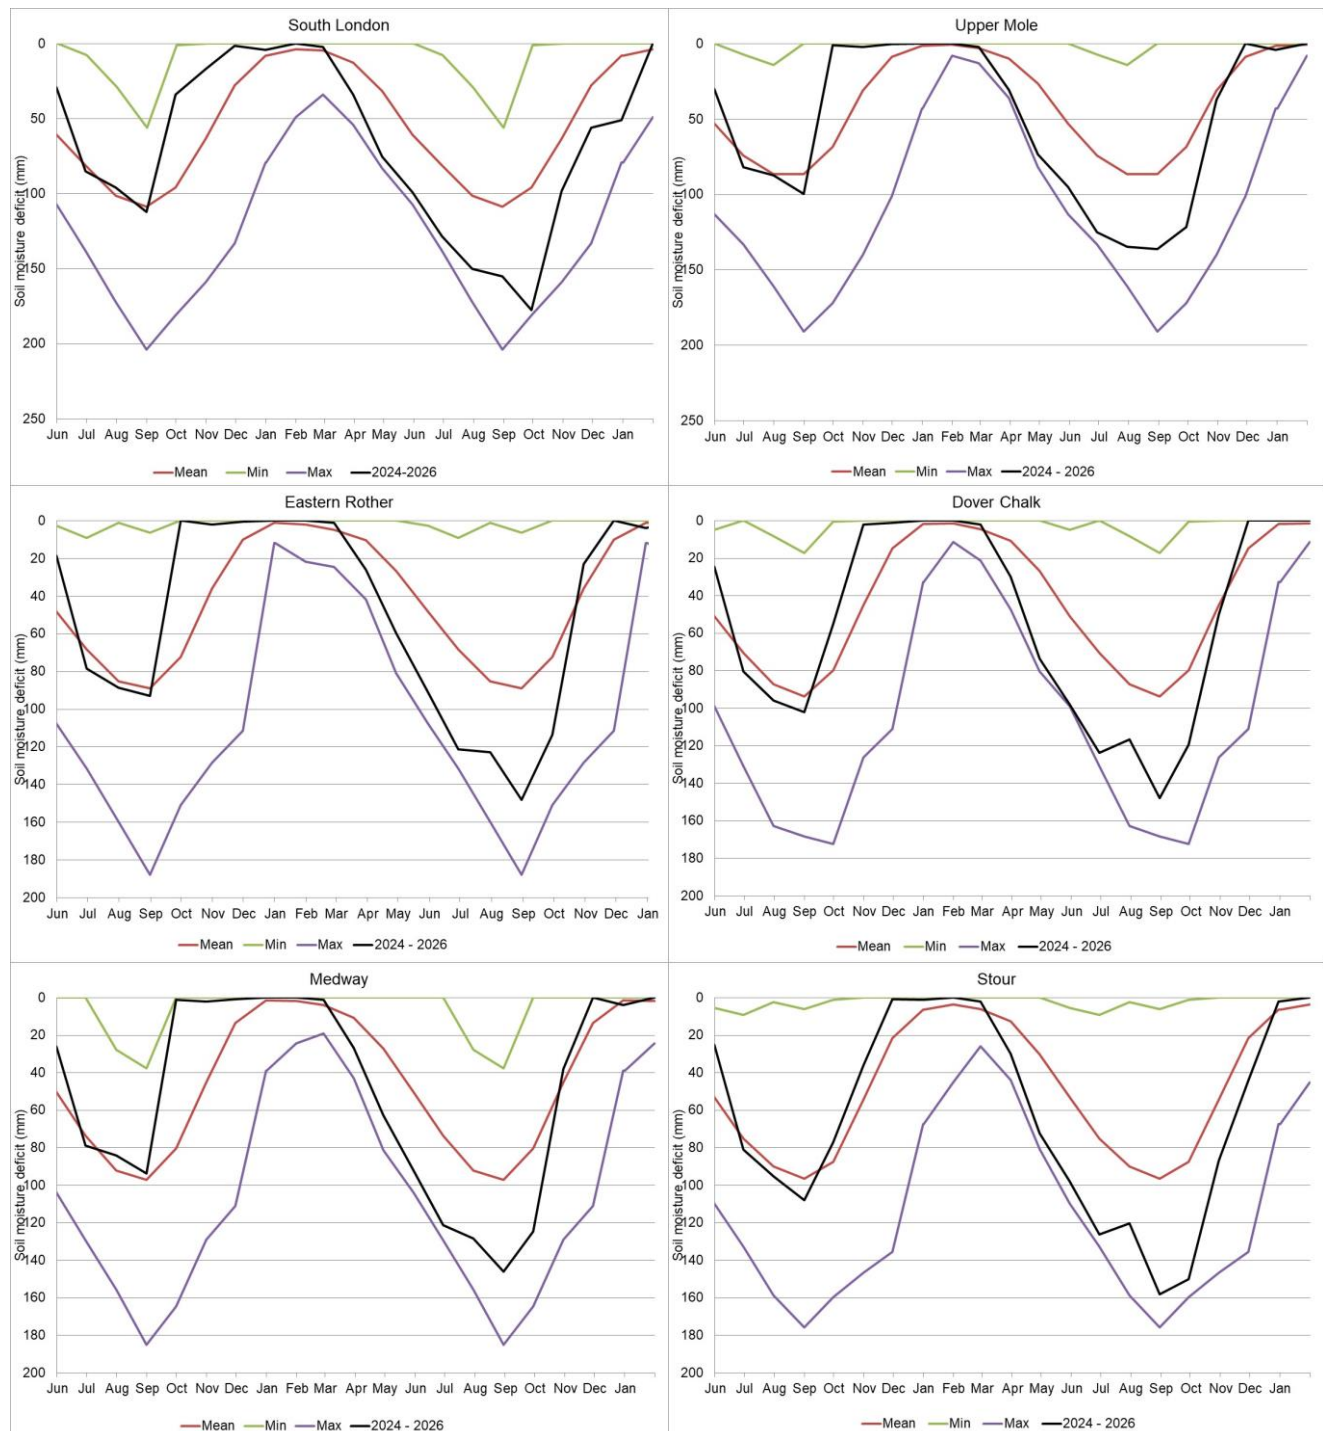 South London
Soil moisture deficit (mm)
0
50
100
150
200
250
Jun Jul Aug Sep Oct Nov Dec Jan Feb Mar Apr May Jun Jul Aug Sep Oct Nov Dec Jan
Mean Min Max 2024-2026
Upper Mole
Soil moisture deficit (mm)
0
50
100
150
200
250
Jun Jul Aug Sep Oct Nov Dec Jan Feb Mar Apr May Jun Jul Aug Sep Oct Nov Dec Jan
Mean Min Max 2024 - 2026
Eastern Rother
Soil moisture deficit (mm)
0
20
40
60
80
100
120
140
160
180
200
Jun Jul Aug Sep Oct Nov Dec Jan Feb Mar Apr May Jun Jul Aug Sep Oct Nov Dec Jan
Mean Min Max 2024 - 2026
Dover Chalk
Soil moisture deficit (mm)
0
20
40
60
80
100
120
140
160
180
200
Jun Jul Aug Sep Oct Nov Dec Jan Feb Mar Apr May Jun Jul Aug Sep Oct Nov Dec Jan
Mean Min Max 2024 - 2026
Medway
Soil moisture deficit (mm)
0
20
40
60
80
100
120
140
160
180
200
Jun Jul Aug Sep Oct Nov Dec Jan Feb Mar Apr May Jun Jul Aug Sep Oct Nov Dec Jan
Mean Min Max 2024 - 2026
Stour
Soil moisture deficit (mm)
0
20
40
60
80
100
120
140
160
180
200
Jun Jul Aug Sep Oct Nov Dec Jan Feb Mar Apr May Jun Jul Aug Sep Oct Nov Dec Jan
Mean Min Max 2024 - 2026